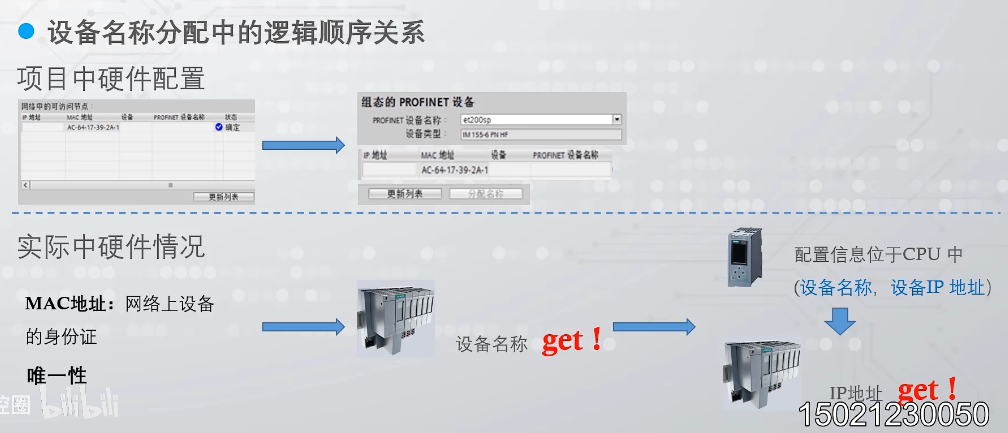 设备名称分配中的逻辑顺序关系
项目中硬件配置
网络中的可访问节点：
IP 地址 MAC 地址 设备 PROFINET 设备名称 状态
AC-64-17-39-2A-1 确定
更新列表
组态的 PROFINET 设备
PROFINET 设备名称： et200sp
设备类型： IM 155-6 PN HF
IP 地址 MAC 地址 设备 PROFINET 设备名称
AC-64-17-39-2A-1
更新列表 分配名称
实际中硬件情况
MAC地址：网络上设备
的身份证
唯一性
设备名称 get！
配置信息位于CPU 中
(设备名称，设备IP 地址)
IP地址 get！
控圈 bilibili
15021230050